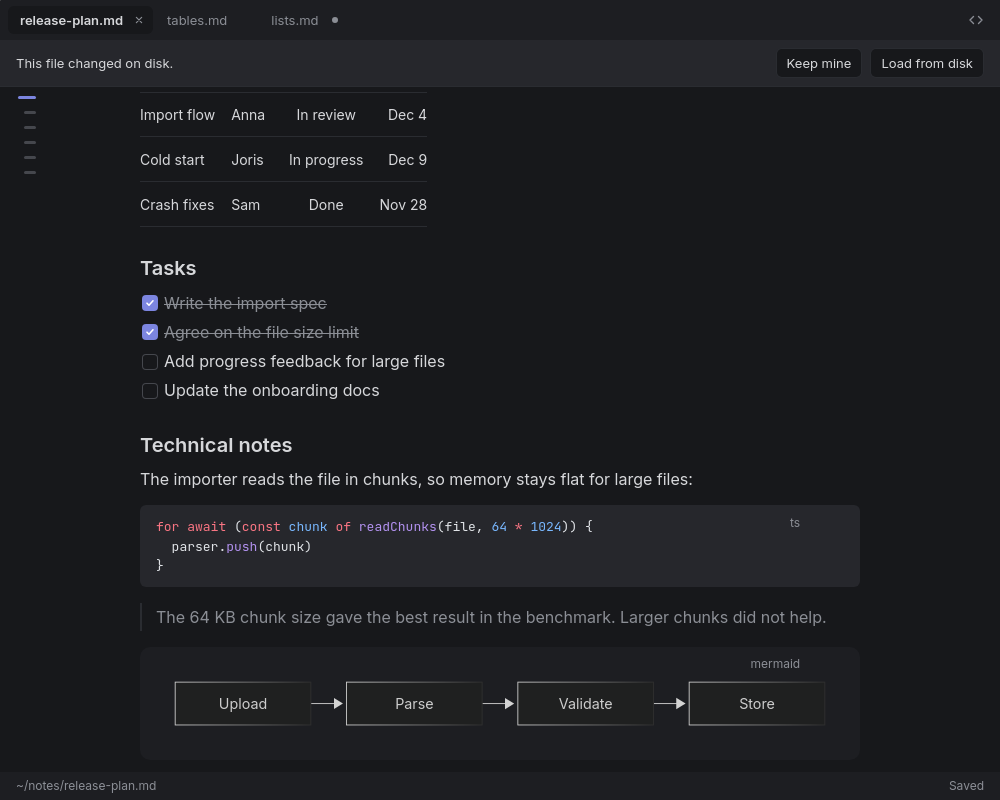 release-plan.md × tables.md lists.md
This file changed on disk. Keep mine Load from disk
Import flow Anna In review Dec 4
Cold start Joris In progress Dec 9
Crash fixes Sam Done Nov 28
Tasks
Write the import spec
Agree on the file size limit
Add progress feedback for large files
Update the onboarding docs
Technical notes
The importer reads the file in chunks, so memory stays flat for large files:
ts
for await (const chunk of readChunks(file, 64 * 1024)) {
  parser.push(chunk)
}
The 64 KB chunk size gave the best result in the benchmark. Larger chunks did not help.
mermaid
Upload Parse Validate Store
~/notes/release-plan.md Saved